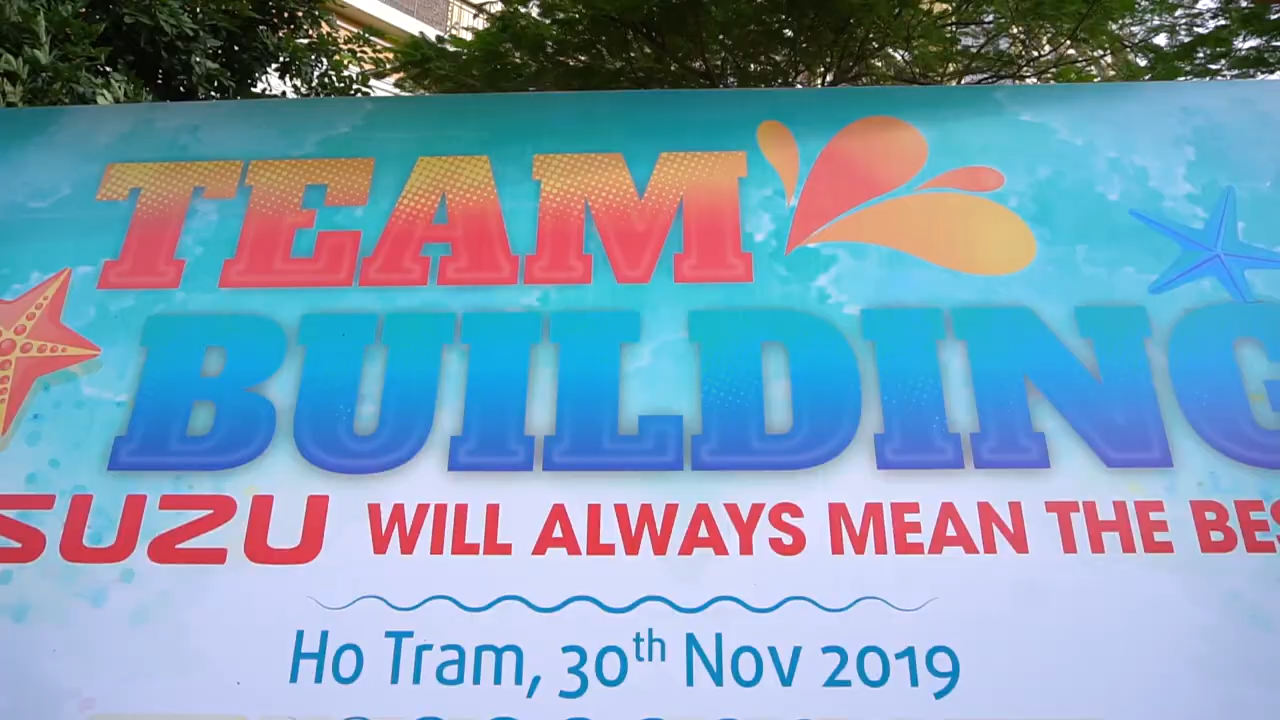 TEAM
BUILDING
SUZU WILL ALWAYS MEAN THE BES
Ho Tram, 30th Nov 2019